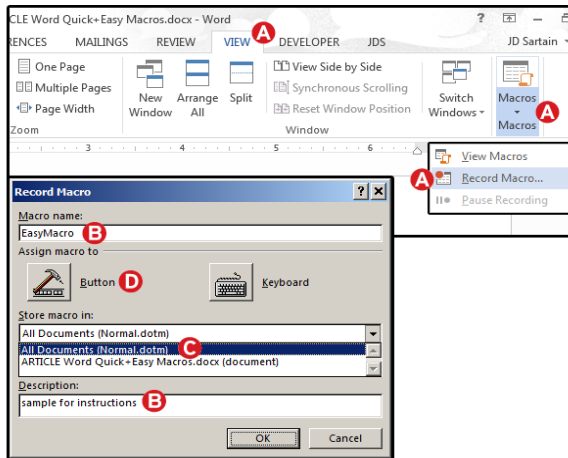 CLE Word Quick+Easy Macros.docx - Word ?
RENCES MAILINGS REVIEW VIEW A DEVELOPER JDS JD Sartain
One Page
Multiple Pages
Page Width
Zoom
New Window
Arrange All
Split
View Side by Side
Synchronous Scrolling
Reset Window Position
Window
Switch Windows
Macros
A
Macros
3 4 5 6
View Macros
A Record Macro...
Pause Recording
Record Macro ?
Macro name:
EasyMacro B
Assign macro to
Button D Keyboard
Store macro in:
All Documents (Normal.dotm)
All Documents (Normal.dotm) C
ARTICLE Word Quick+Easy Macros.docx (document)
Description:
sample for instructions B
OK Cancel